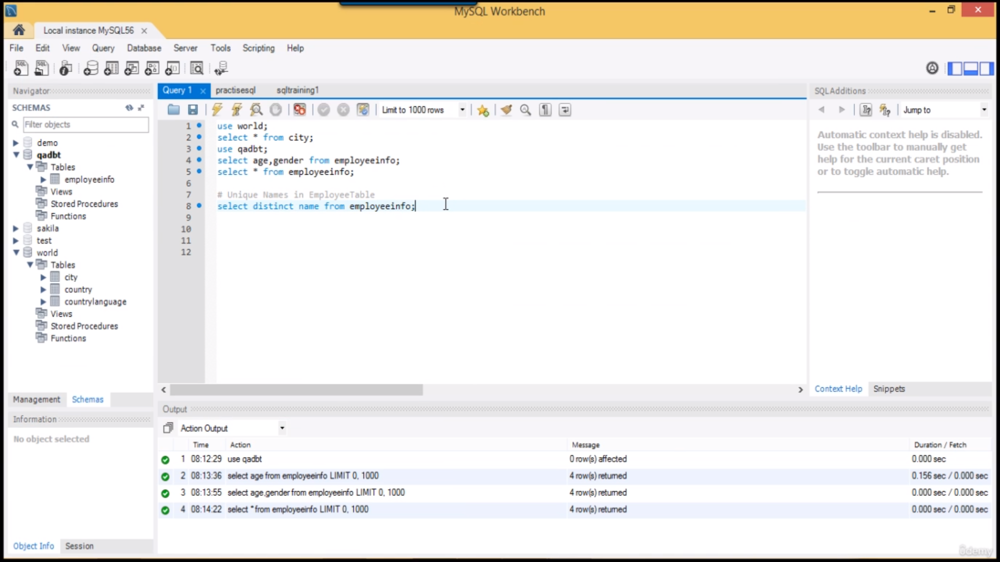 MySQL Workbench
Local instance MySQL56
File Edit View Query Database Server Tools Scripting Help
Navigator
SCHEMAS
Filter objects
demo
qadbt
Tables
employeeinfo
Views
Stored Procedures
Functions
sakila
test
world
Tables
city
country
countrylanguage
Views
Stored Procedures
Functions
Management Schemas
Information
No object selected
Object Info Session
Query 1 practisesql sqltraining1
Limit to 1000 rows
1 use world;
2 select * from city;
3 use qadbt;
4 select age,gender from employeeinfo;
5 select * from employeeinfo;
6
7 # Unique Names in EmployeeTable
8 select distinct name from employeeinfo;
9
10
11
12
SQLAdditions
Jump to
Automatic context help is disabled.
Use the toolbar to manually get
help for the current caret position
or to toggle automatic help.
Context Help Snippets
Output
Action Output
Time Action Message Duration / Fetch
1 08:12:29 use qadbt 0 row(s) affected 0.000 sec
2 08:13:36 select age from employeeinfo LIMIT 0, 1000 4 row(s) returned 0.156 sec / 0.000 sec
3 08:13:55 select age,gender from employeeinfo LIMIT 0, 1000 4 row(s) returned 0.000 sec / 0.000 sec
4 08:14:22 select * from employeeinfo LIMIT 0, 1000 4 row(s) returned 0.000 sec / 0.000 sec
ûdemy